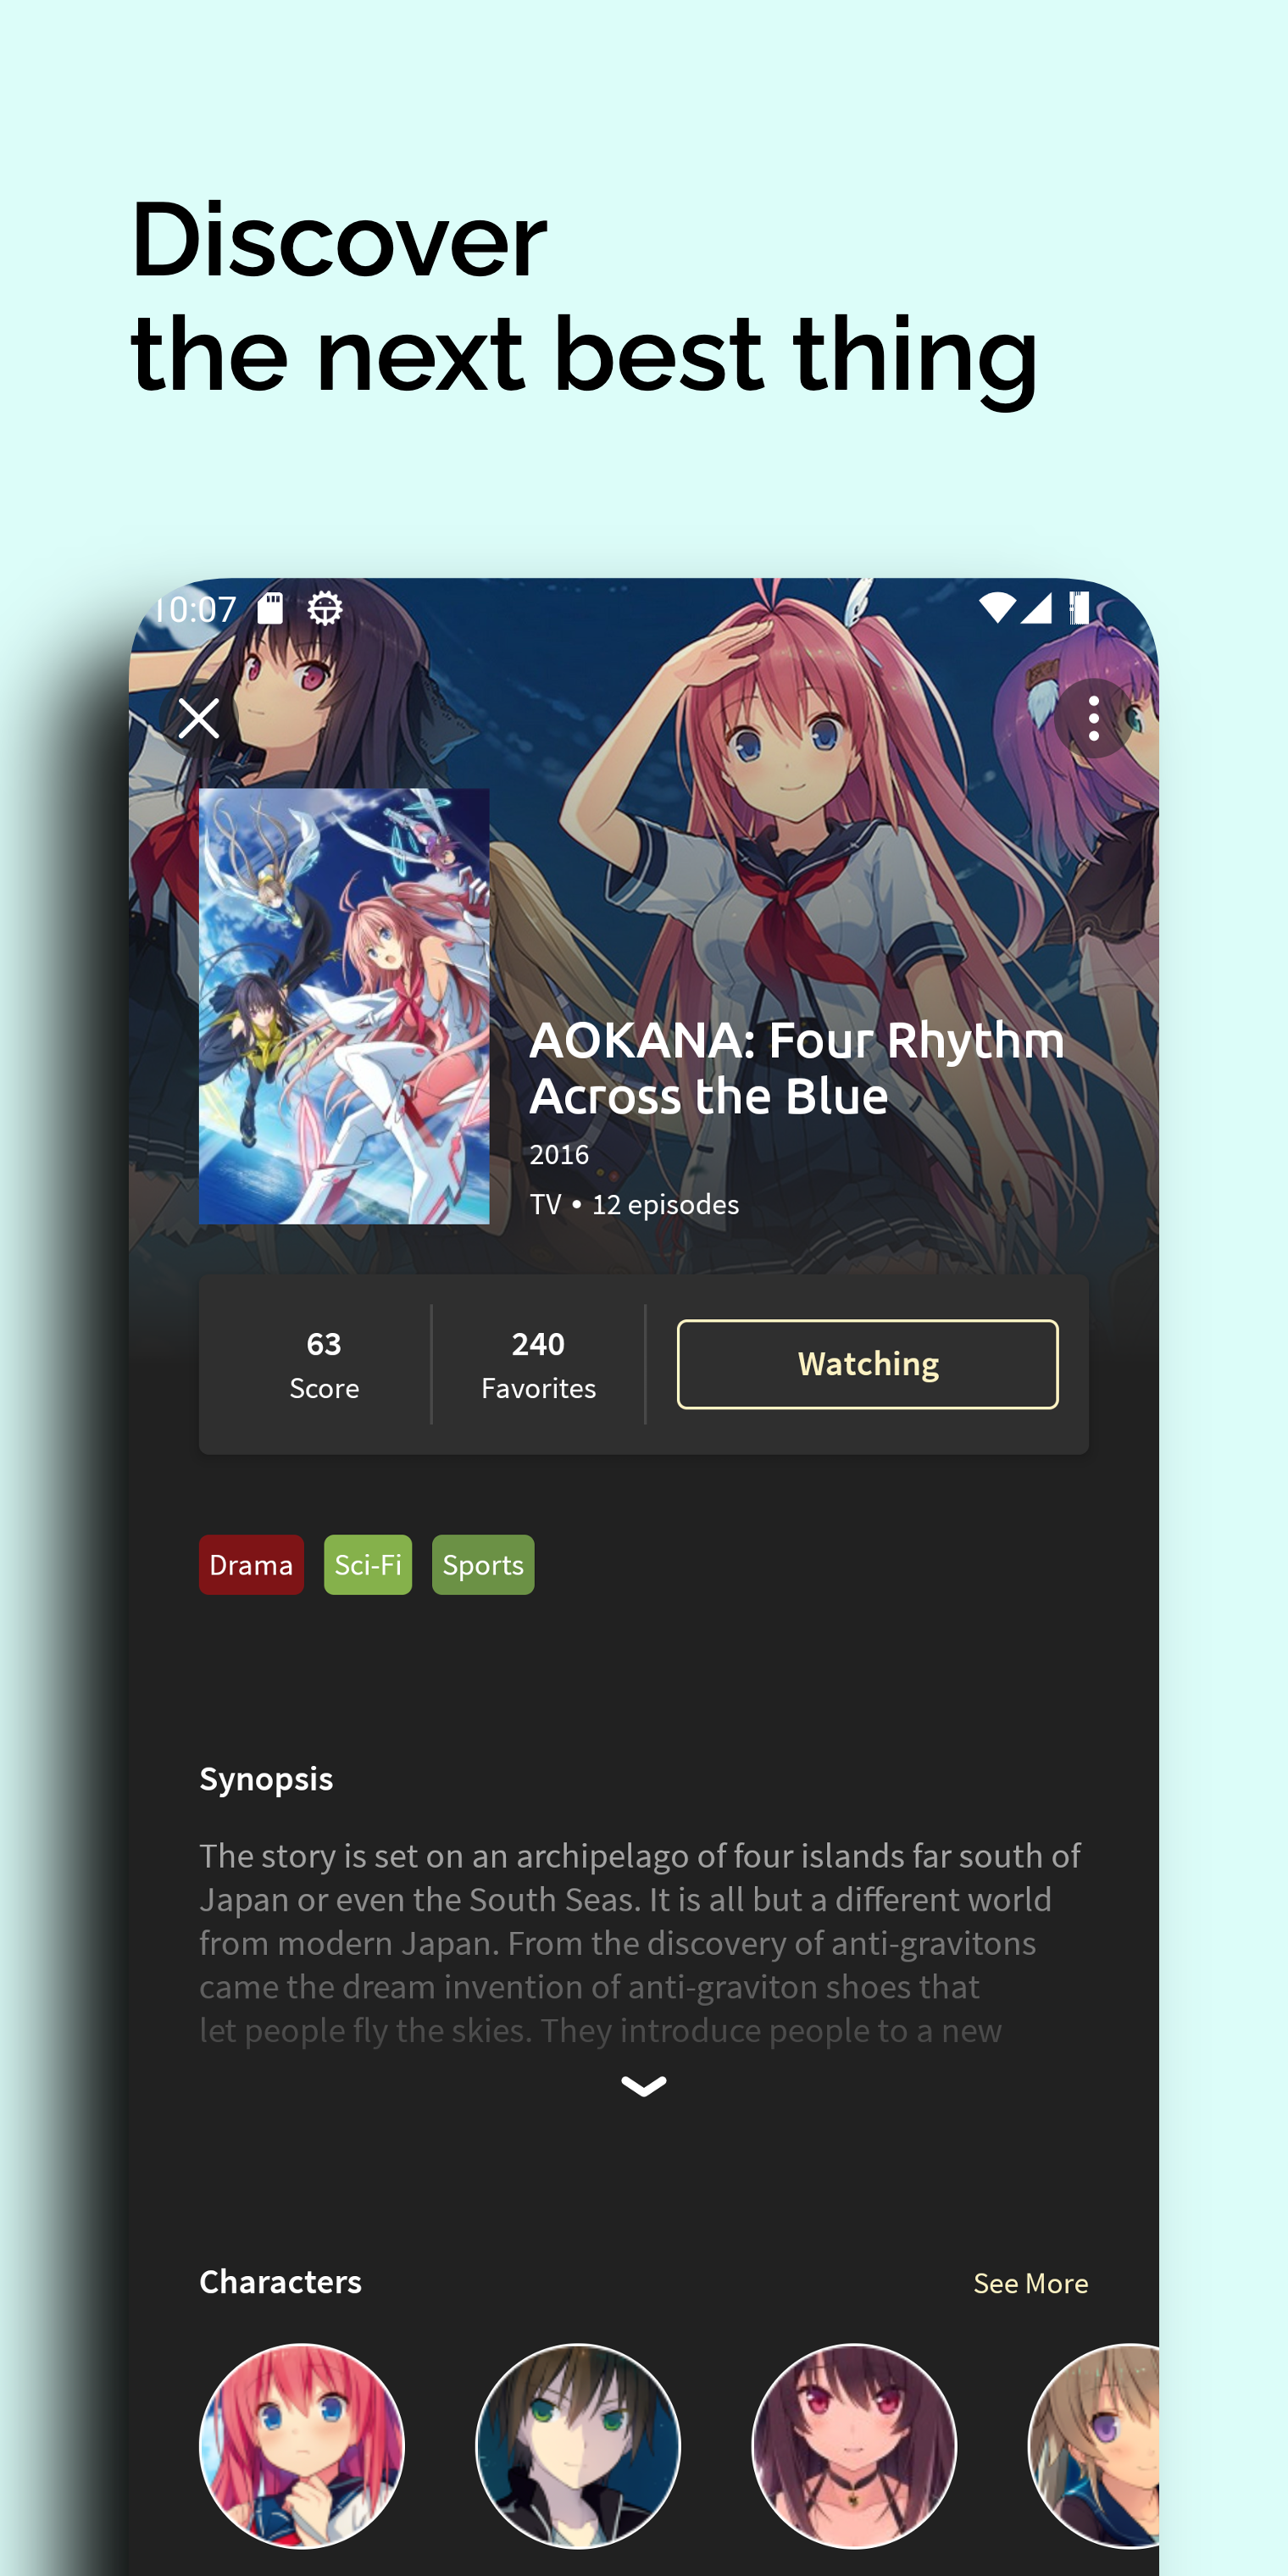 Discover
the next best thing
10:07
AOKANA: Four Rhythm
Across the Blue
2016
TV • 12 episodes
63
Score
240
Favorites
Watching
Drama
Sci-Fi
Sports
Synopsis
The story is set on an archipelago of four islands far south of
Japan or even the South Seas. It is all but a different world
from modern Japan. From the discovery of anti-gravitons
came the dream invention of anti-graviton shoes that
let people fly the skies. They introduce people to a new
Characters
See More